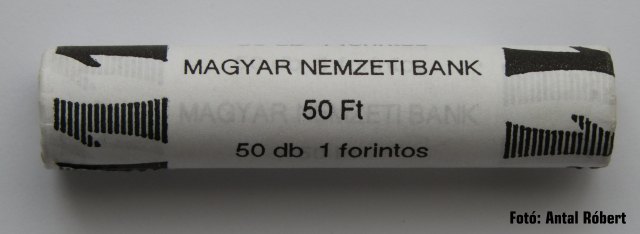 MAGYAR NEMZETI BANK
50 Ft
50 db 1 forintos
Fotó: Antal Róbert